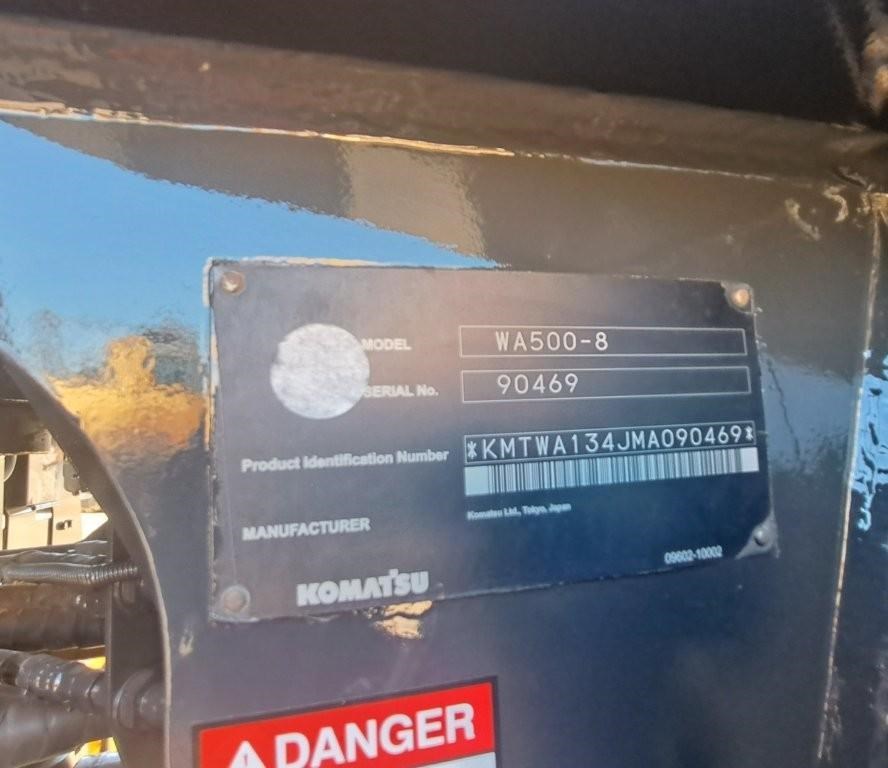 MODEL WA500-8
SERIAL No. 90469
Product Identification Number *KMTWA134JMA090469*
Komatsu Ltd., Tokyo, Japan
MANUFACTURER
09602-10002
KOMATSU
DANGER